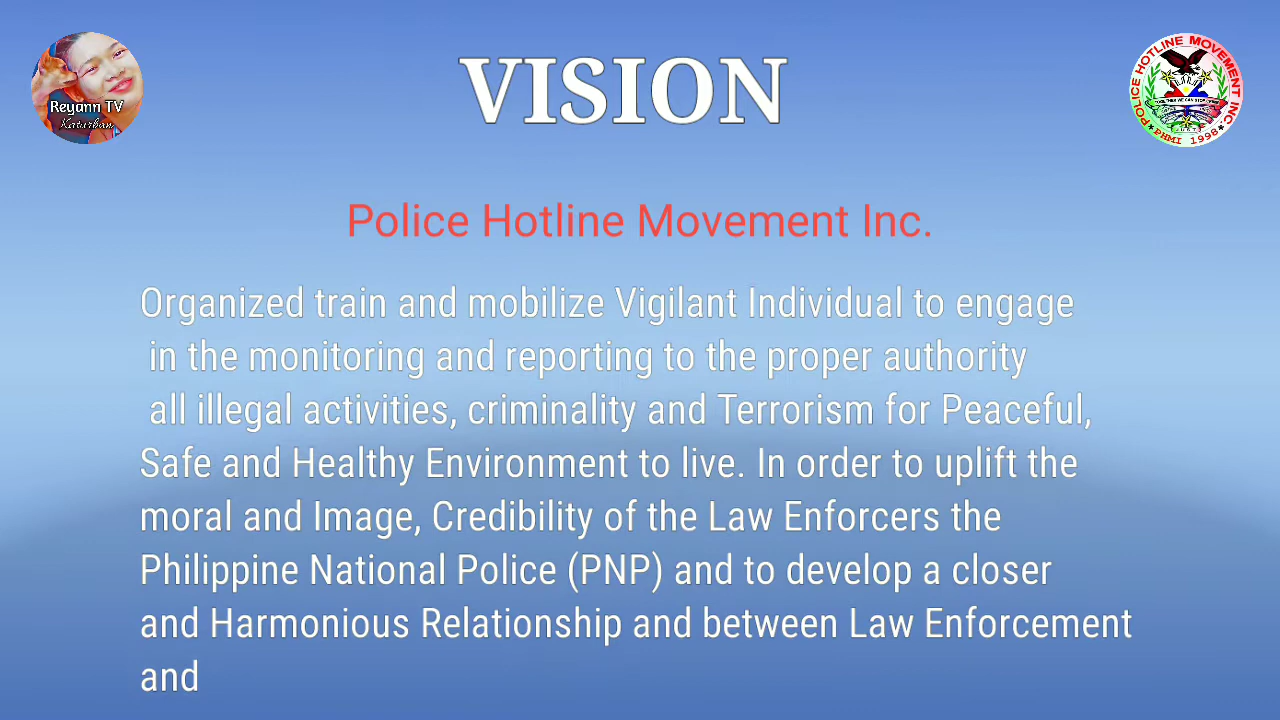 Reyann TV
Katarban
VISION
POLICE HOTLINE MOVEMENT INC.
PHMI 1998
Police Hotline Movement Inc.
Organized train and mobilize Vigilant Individual to engage
in the monitoring and reporting to the proper authority
all illegal activities, criminality and Terrorism for Peaceful,
Safe and Healthy Environment to live. In order to uplift the
moral and Image, Credibility of the Law Enforcers the
Philippine National Police (PNP) and to develop a closer
and Harmonious Relationship and between Law Enforcement
and